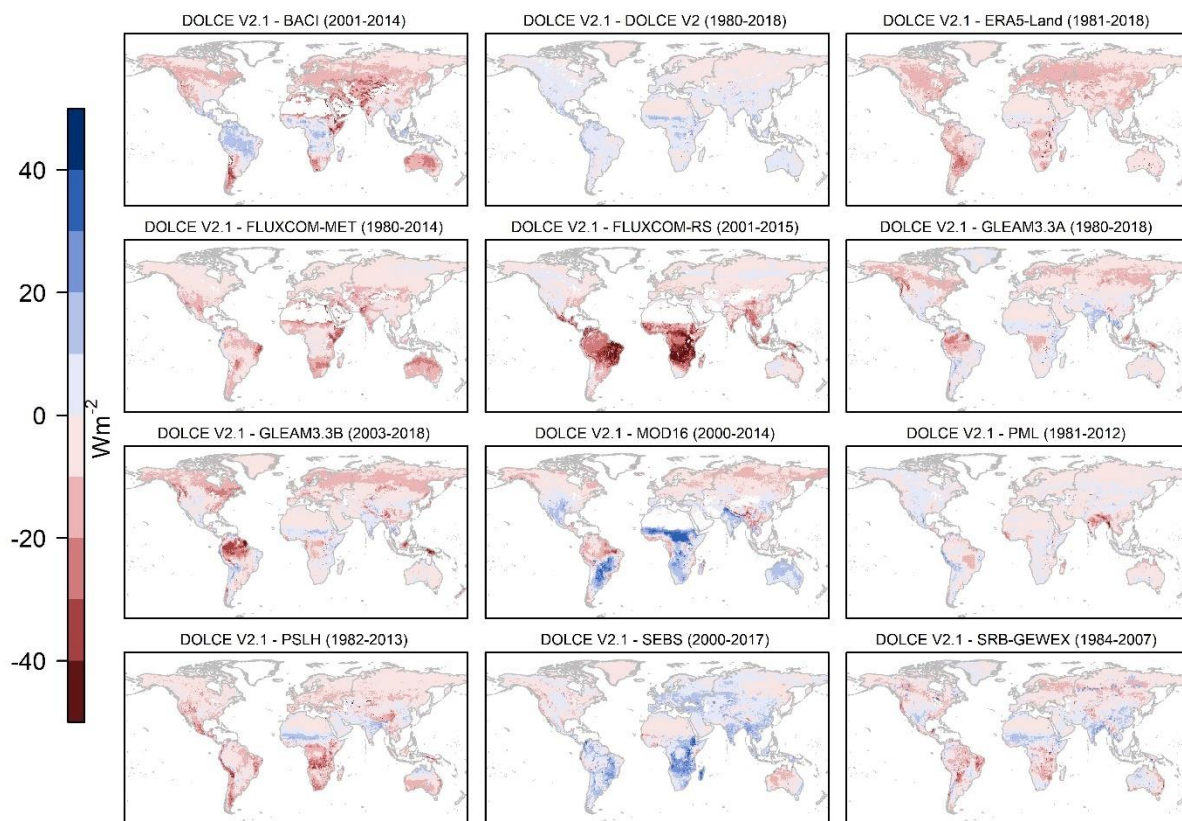 DOLCE V2.1 - BACI (2001-2014)
DOLCE V2.1 - DOLCE V2 (1980-2018)
DOLCE V2.1 - ERA5-Land (1981-2018)
DOLCE V2.1 - FLUXCOM-MET (1980-2014)
DOLCE V2.1 - FLUXCOM-RS (2001-2015)
DOLCE V2.1 - GLEAM3.3A (1980-2018)
DOLCE V2.1 - GLEAM3.3B (2003-2018)
DOLCE V2.1 - MOD16 (2000-2014)
DOLCE V2.1 - PML (1981-2012)
DOLCE V2.1 - PSLH (1982-2013)
DOLCE V2.1 - SEBS (2000-2017)
DOLCE V2.1 - SRB-GEWEX (1984-2007)
40
20
0
-20
-40
Wm⁻²